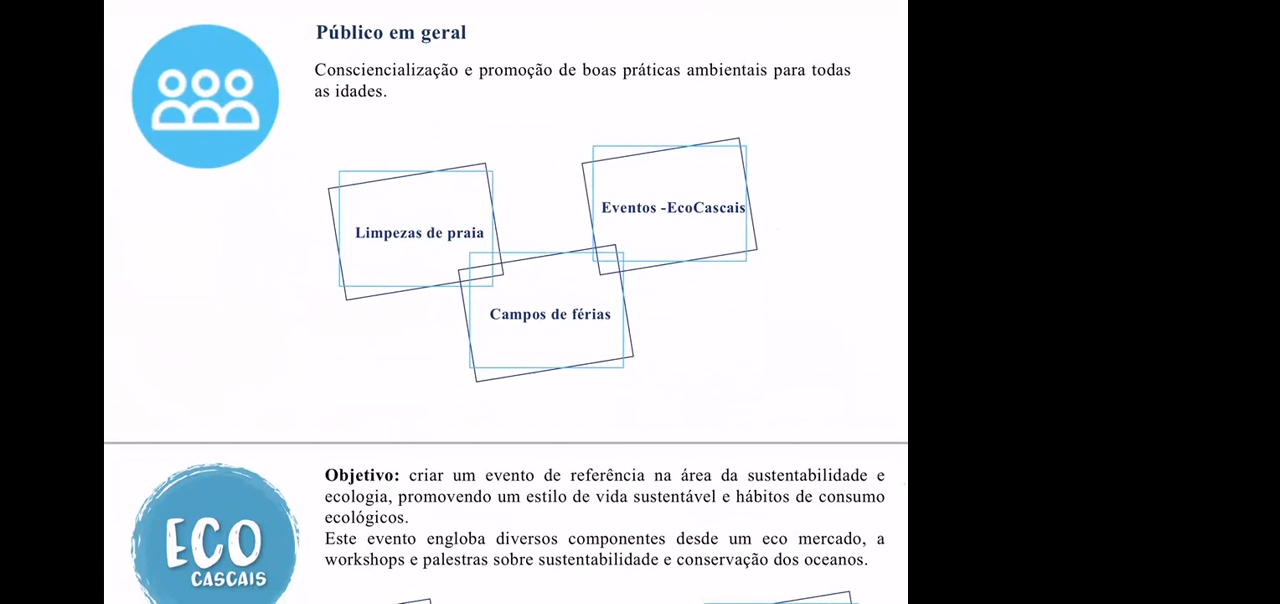 Público em geral
Consciencialização e promoção de boas práticas ambientais para todas
as idades.
Eventos -EcoCascais
Limpezas de praia
Campos de férias
Objetivo: criar um evento de referência na área da sustentabilidade e
ecologia, promovendo um estilo de vida sustentável e hábitos de consumo
ecológicos.
Este evento engloba diversos componentes desde um eco mercado, a
workshops e palestras sobre sustentabilidade e conservação dos oceanos.
ECO
CASCAIS